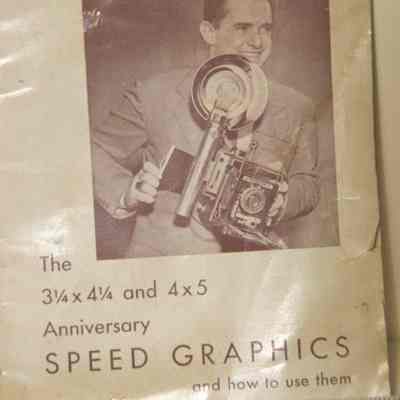 The
3¼ x 4¼ and 4 x 5
Anniversary
SPEED GRAPHICS
and how to use them